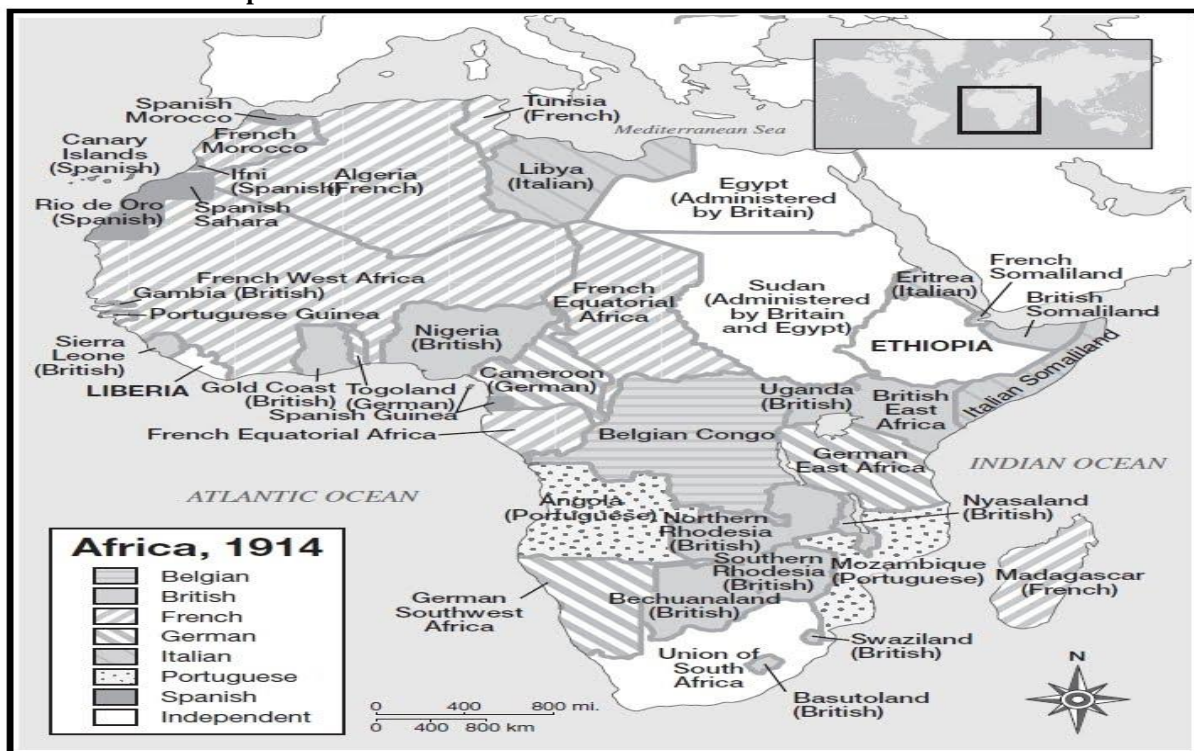 Spanish
Morocco
Canary
Islands
(Spanish)
French
Morocco
Ifni
(Spanish)
Rio de Oro
(Spanish)
Spanish
Sahara
Algeria
(French)
Tunisia
(French)
Mediterranean Sea
Libya
(Italian)
Egypt
(Administered
by Britain)
French West Africa
Gambia (British)
Portuguese Guinea
Sierra
Leone
(British)
LIBERIA
Gold Coast
(British)
Togoland
(German)
Nigeria
(British)
Cameroon
(German)
Spanish Guinea
French Equatorial Africa
French
Equatorial
Africa
Sudan
(Administered
by Britain
and Egypt)
Eritrea
(Italian)
French
Somaliland
British
Somaliland
ETHIOPIA
Italian Somaliland
Uganda
(British)
British
East
Africa
Belgian Congo
German
East Africa
INDIAN OCEAN
ATLANTIC OCEAN
Angola
(Portuguese)
Northern
Rhodesia
(British)
Nyasaland
(British)
Southern
Rhodesia
(British)
Mozambique
(Portuguese)
Madagascar
(French)
German
Southwest
Africa
Bechuanaland
(British)
Swaziland
(British)
Union of
South
Africa
Basutoland
(British)
Africa, 1914
Belgian
British
French
German
Italian
Portuguese
Spanish
Independent
0 400 800 mi.
0 400 800 km
N